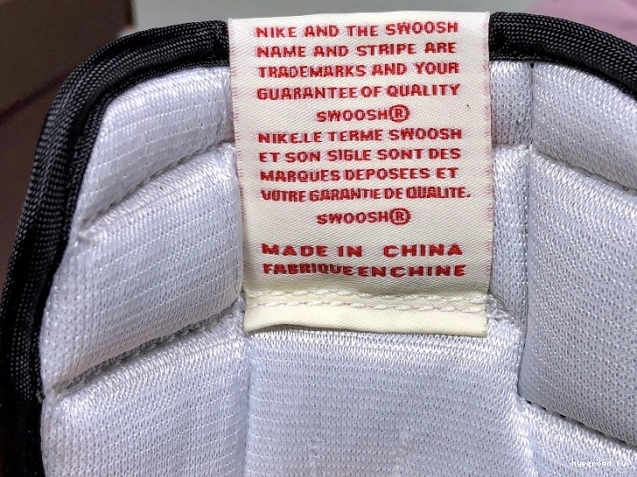 NIKE AND THE SWOOSH
NAME AND STRIPE ARE
TRADEMARKS AND YOUR
GUARANTEE OF QUALITY
SWOOSH®
NIKE.LE TERME SWOOSH
ET SON SIGLE SONT DES
MARQUES DEPOSEES ET
VOTRE GARANTIE DE QUALITE.
SWOOSH®
MADE IN CHINA
FABRIQUE EN CHINE